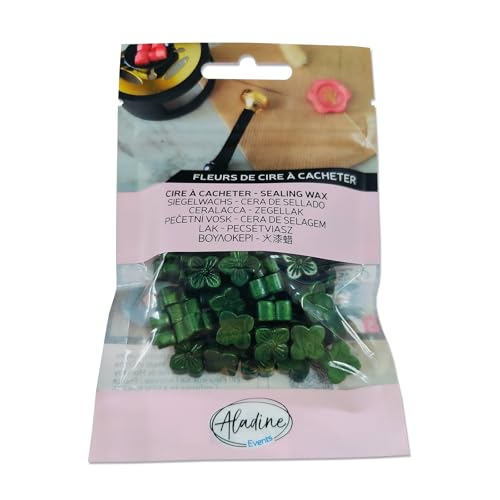 FLEURS DE CIRE À CACHETER
CIRE À CACHETER - SEALING WAX
SIEGELWACHS - CERA DE SELLADO
CERALACCA - ZEGELLAK
PEČETNI VOSK - CERA DE SELAGEM
LAK - PECSETVIASZ
ΒΟΥΛΟΚΕΡΙ - 火漆蜡
Aladine
Events